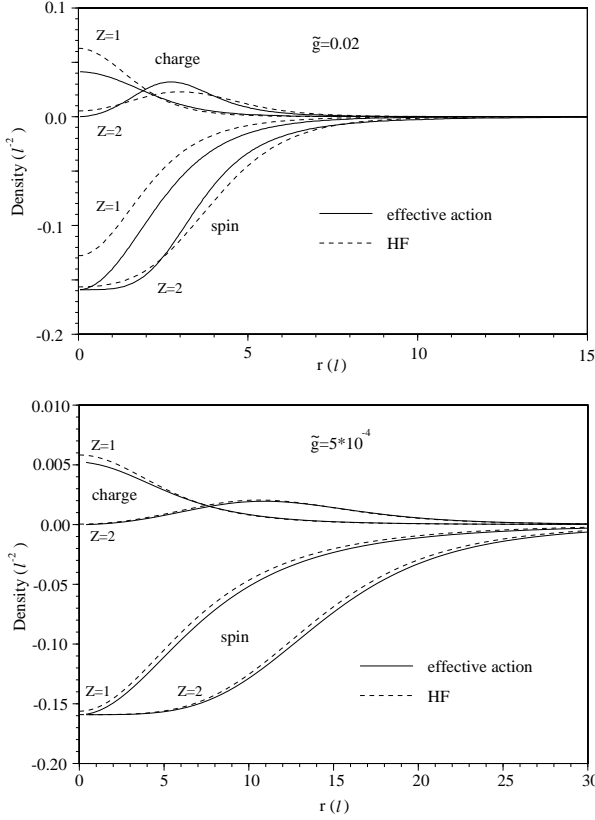 0.1
Z=1
charge
g̃=0.02
0.0
Z=2
Density (l⁻²)
Z=1
-0.1
effective action
spin
HF
Z=2
-0.2
0 5 10 15
r (l)
0.010
Z=1
g̃=5*10⁻⁴
0.005
charge
0.00
Z=2
Density (l⁻²)
-0.05
spin
-0.10
effective action
Z=1 Z=2
HF
-0.15
-0.20
0 5 10 15 20 25 30
r (l)